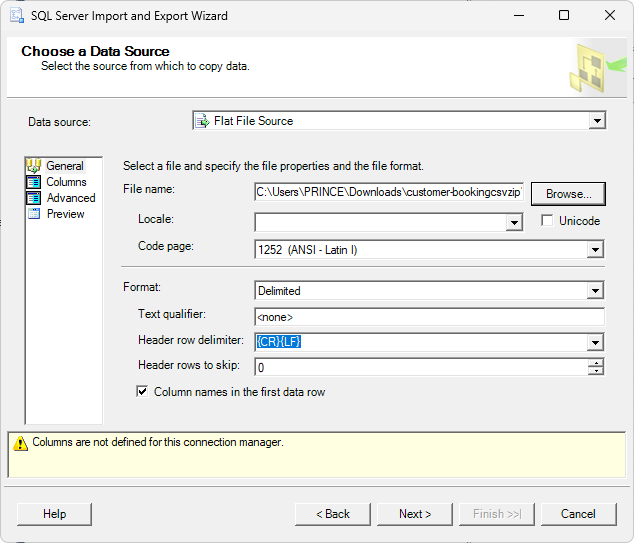 SQL Server Import and Export Wizard
Choose a Data Source
Select the source from which to copy data.
Data source:
Flat File Source
General
Columns
Advanced
Preview
Select a file and specify the file properties and the file format.
File name:
C:\Users\PRINCE\Downloads\customer-bookingcsvzip
Browse...
Locale:
Unicode
Code page:
1252 (ANSI - Latin I)
Format:
Delimited
Text qualifier:
<none>
Header row delimiter:
{CR}{LF}
Header rows to skip:
0
Column names in the first data row
Columns are not defined for this connection manager.
Help
< Back
Next >
Finish >>|
Cancel